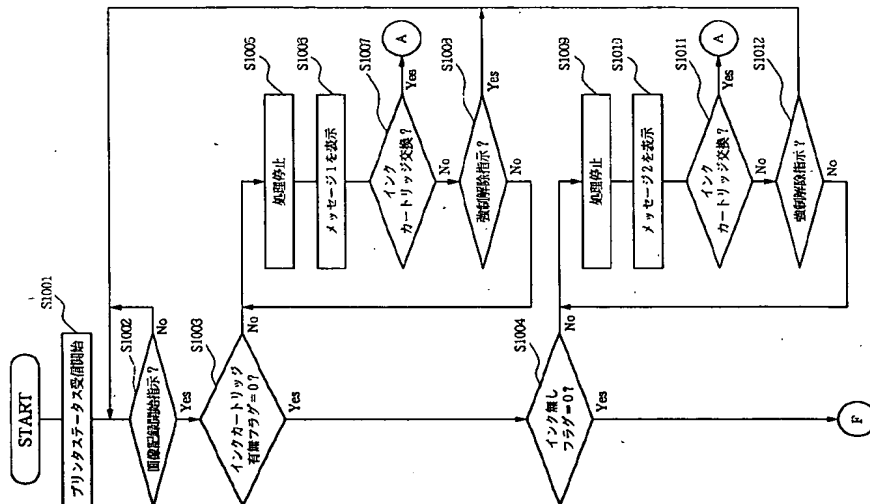 START
S1001
プリンタステータス受信開始
S1002
画像記録開始指示?
No
Yes
S1003
インクカートリッジ
有無フラグ=0?
No
Yes
S1005
処理停止
S1006
メッセージ1を表示
S1007
インク
カートリッジ交換?
Yes
A
No
S1008
強制解除指示?
Yes
No
S1004
インク無し
フラグ=0?
No
Yes
S1009
処理停止
S1010
メッセージ2を表示
S1011
インク
カートリッジ交換?
Yes
A
No
S1012
強制解除指示?
No
F